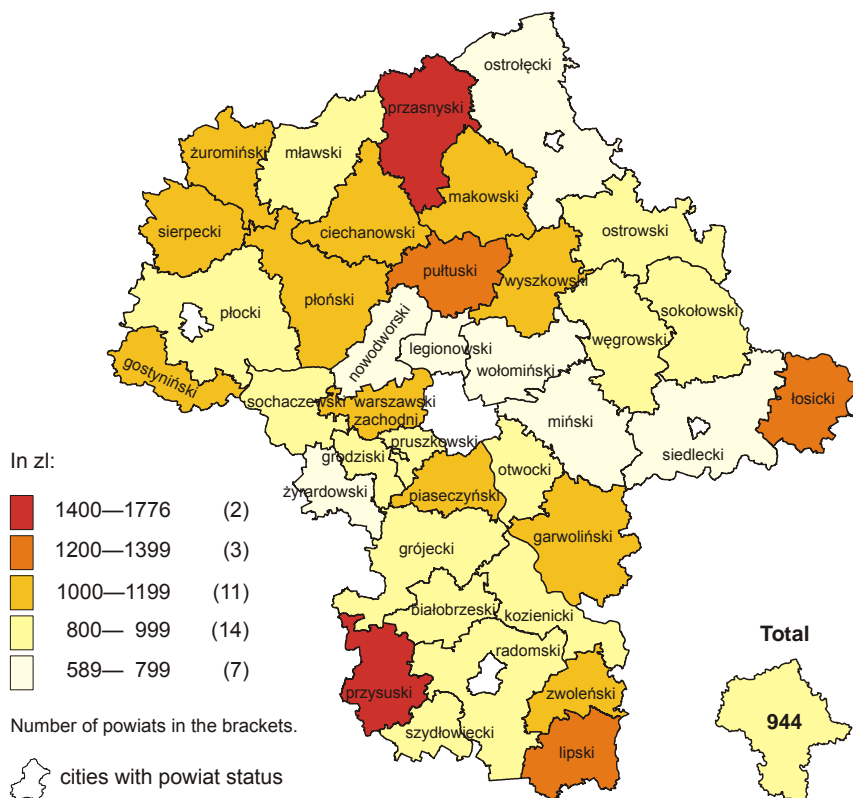 ostrołęcki
przasnyski
żuromiński
mławski
makowski
sierpecki
ciechanowski
ostrowski
pułtuski
wyszkowski
płocki
płoński
sokołowski
węgrowski
nowodworski
legionowski
wołomiński
gostyniński
sochaczewski
warszawski
zachodni
łosicki
miński
siedlecki
pruszkowski
grodziski
otwocki
żyrardowski
piaseczyński
garwoliński
grójecki
białobrzeski
kozienicki
radomski
przysuski
zwoleński
szydłowiecki
lipski
In zl:
1400—1776 (2)
1200—1399 (3)
1000—1199 (11)
800— 999 (14)
589— 799 (7)
Number of powiats in the brackets.
cities with powiat status
Total
944